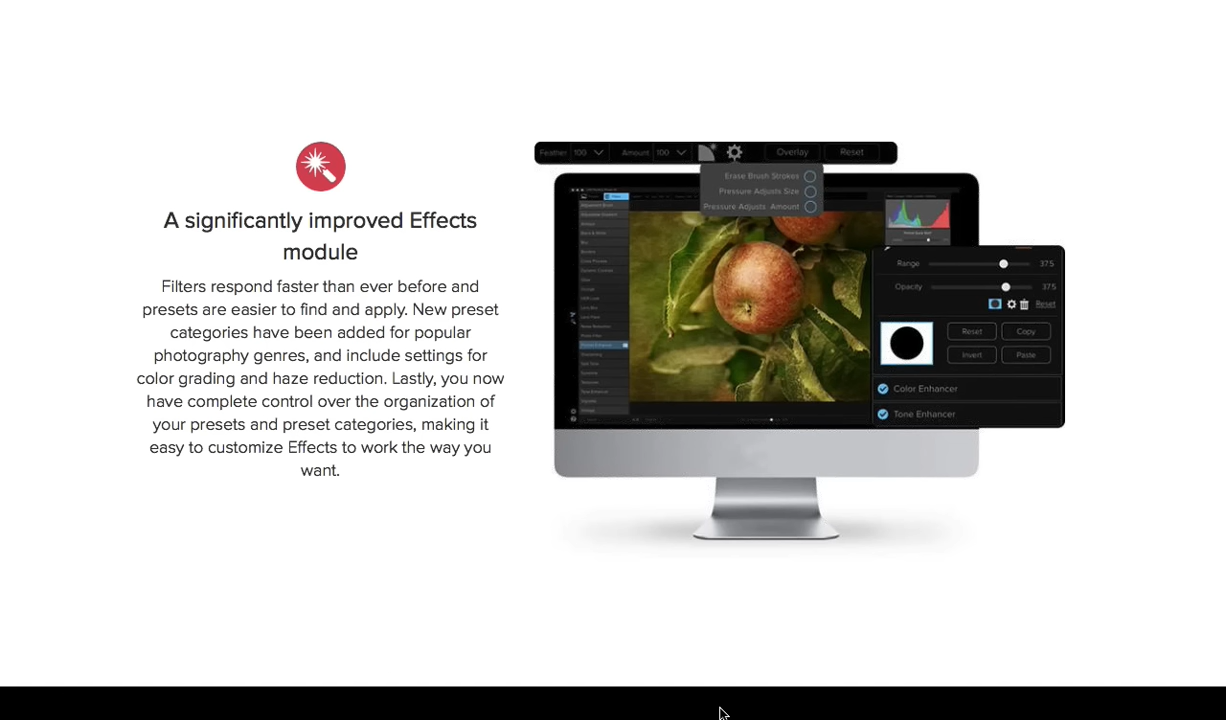 A significantly improved Effects
module
Filters respond faster than ever before and
presets are easier to find and apply. New preset
categories have been added for popular
photography genres, and include settings for
color grading and haze reduction. Lastly, you now
have complete control over the organization of
your presets and preset categories, making it
easy to customize Effects to work the way you
want.
Feather 100 Amount 100 Overlay Reset
Erase Brush Strokes
Pressure Adjusts Size
Pressure Adjusts Amount
Range 37.5
Opacity 37.5
Reset
Reset Copy
Invert Paste
Color Enhancer
Tone Enhancer